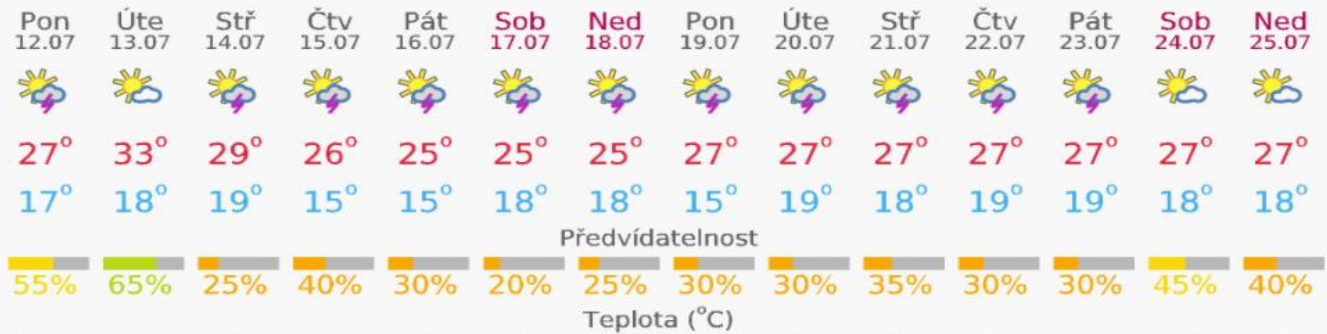 Pon Úte Stř Čtv Pát Sob Ned Pon Úte Stř Čtv Pát Sob Ned
12.07 13.07 14.07 15.07 16.07 17.07 18.07 19.07 20.07 21.07 22.07 23.07 24.07 25.07
27° 33° 29° 26° 25° 25° 25° 27° 27° 27° 27° 27° 27° 27°
17° 18° 19° 15° 15° 18° 18° 15° 19° 18° 19° 19° 18° 18°
Předvídatelnost
55% 65% 25% 40% 30% 20% 25% 30% 30% 35% 30% 30% 45% 40%
Teplota (°C)